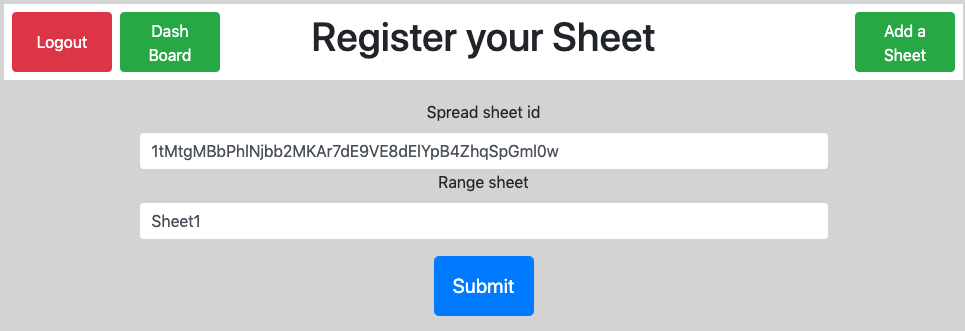 Logout
Dash
Board
Register your Sheet
Add a
Sheet
Spread sheet id
1tMtgMBbPhlNjbb2MKAr7dE9VE8dElYpB4ZhqSpGml0w
Range sheet
Sheet1
Submit